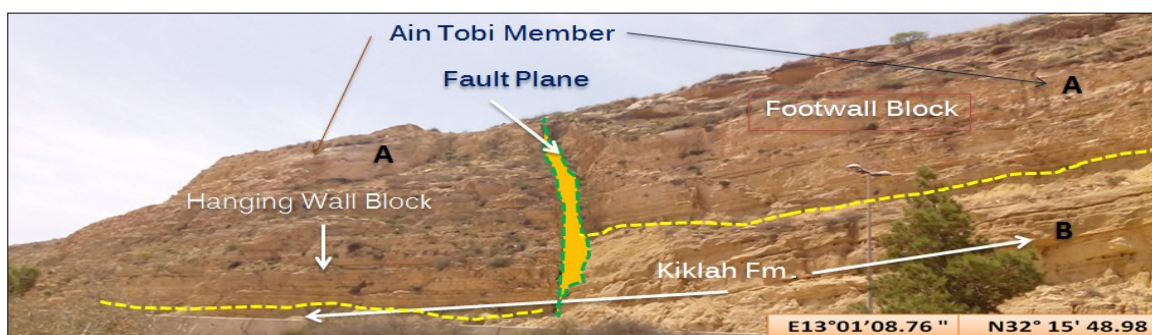 Ain Tobi Member
Fault Plane
A
Footwall Block
A
Hanging Wall Block
B
Kiklah Fm.
E13°01'08.76 " N32° 15' 48.98